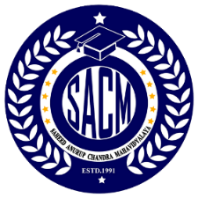 SACM
SAHEED ANURUP CHANDRA MAHAVIDYALAYA
ESTD.1991